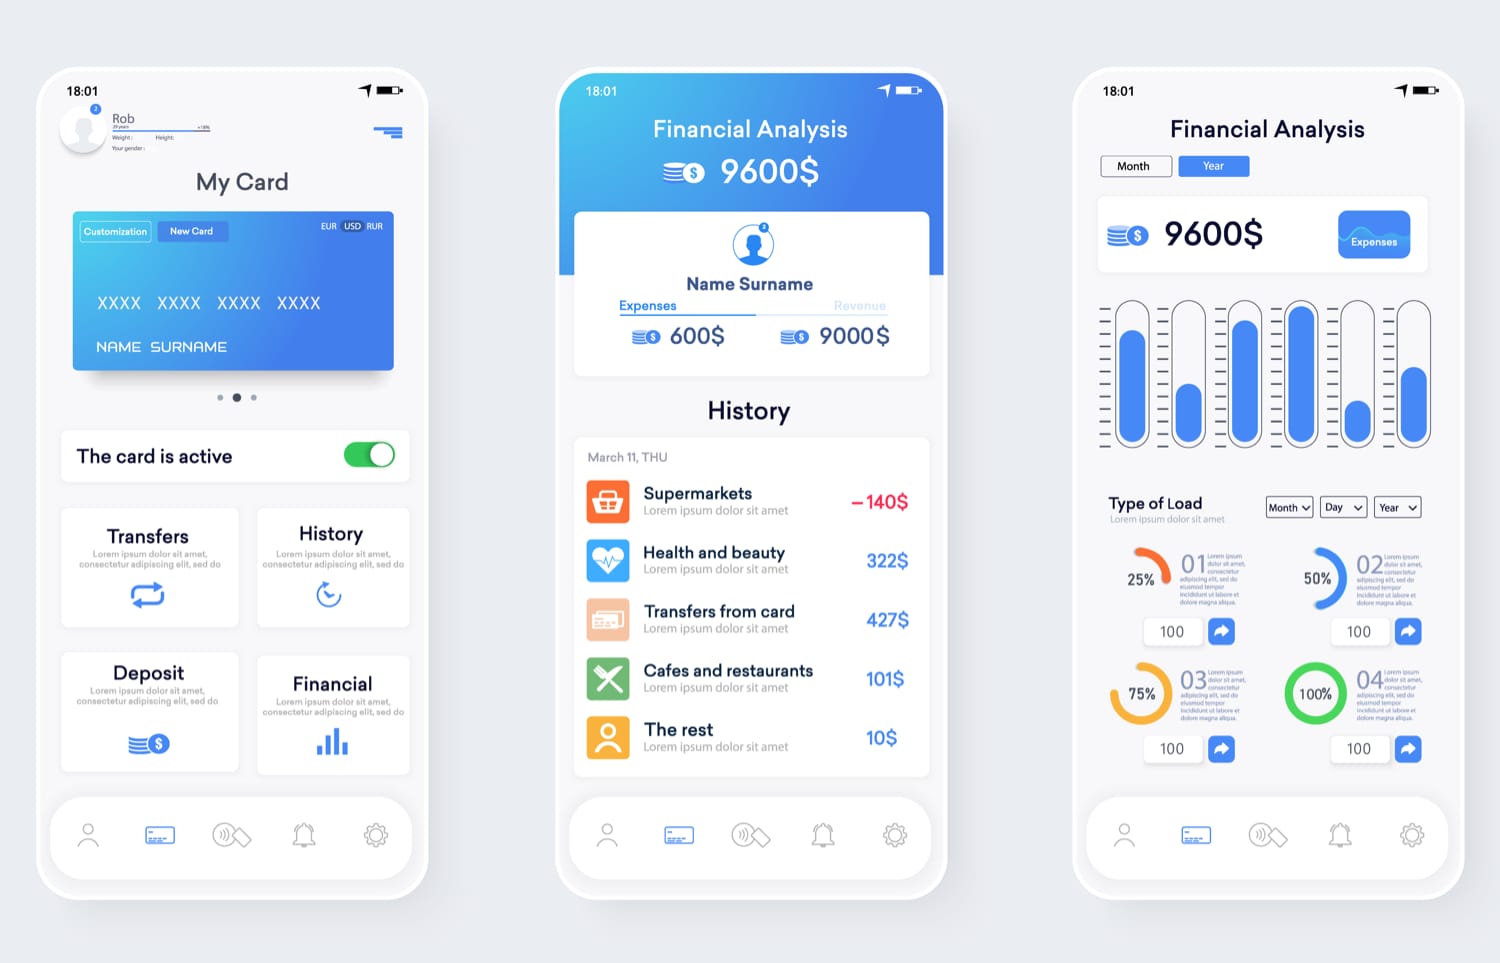 18:01
2
Rob
29 years
+18%
Weight :
Height:
Your gender :
My Card
Customization
New Card
EUR USD RUR
XXXX XXXX XXXX XXXX
NAME SURNAME
The card is active
Transfers
Lorem ipsum dolor sit amet,
consectetur adipiscing elit, sed do
History
Lorem ipsum dolor sit amet,
consectetur adipiscing elit, sed do
Deposit
Lorem ipsum dolor sit amet,
consectetur adipiscing elit, sed do
$
Financial
Lorem ipsum dolor sit amet,
consectetur adipiscing elit, sed do
18:01
Financial Analysis
$ 9600$
2
Name Surname
Expenses
Revenue
$ 600$
$ 9000$
History
March 11, THU
Supermarkets
Lorem ipsum dolor sit amet
–140$
Health and beauty
Lorem ipsum dolor sit amet
322$
Transfers from card
Lorem ipsum dolor sit amet
427$
Cafes and restaurants
Lorem ipsum dolor sit amet
101$
The rest
Lorem ipsum dolor sit amet
10$
18:01
Financial Analysis
Month
Year
$ 9600$
Expenses
Type of Load
Lorem ipsum dolor sit amet
Month
Day
Year
25%
01
Lorem ipsum
dolor sit amet,
consectetur
adipiscing elit, sed do
eiusmod tempor
incididunt ut labore et
dolore magna aliqua.
100
50%
02
Lorem ipsum
dolor sit amet,
consectetur
adipiscing elit, sed do
eiusmod tempor
incididunt ut labore et
dolore magna aliqua.
100
75%
03
Lorem ipsum
dolor sit amet,
consectetur
adipiscing elit, sed do
eiusmod tempor
incididunt ut labore et
dolore magna aliqua.
100
100%
04
Lorem ipsum
dolor sit amet,
consectetur
adipiscing elit, sed do
eiusmod tempor
incididunt ut labore et
dolore magna aliqua.
100